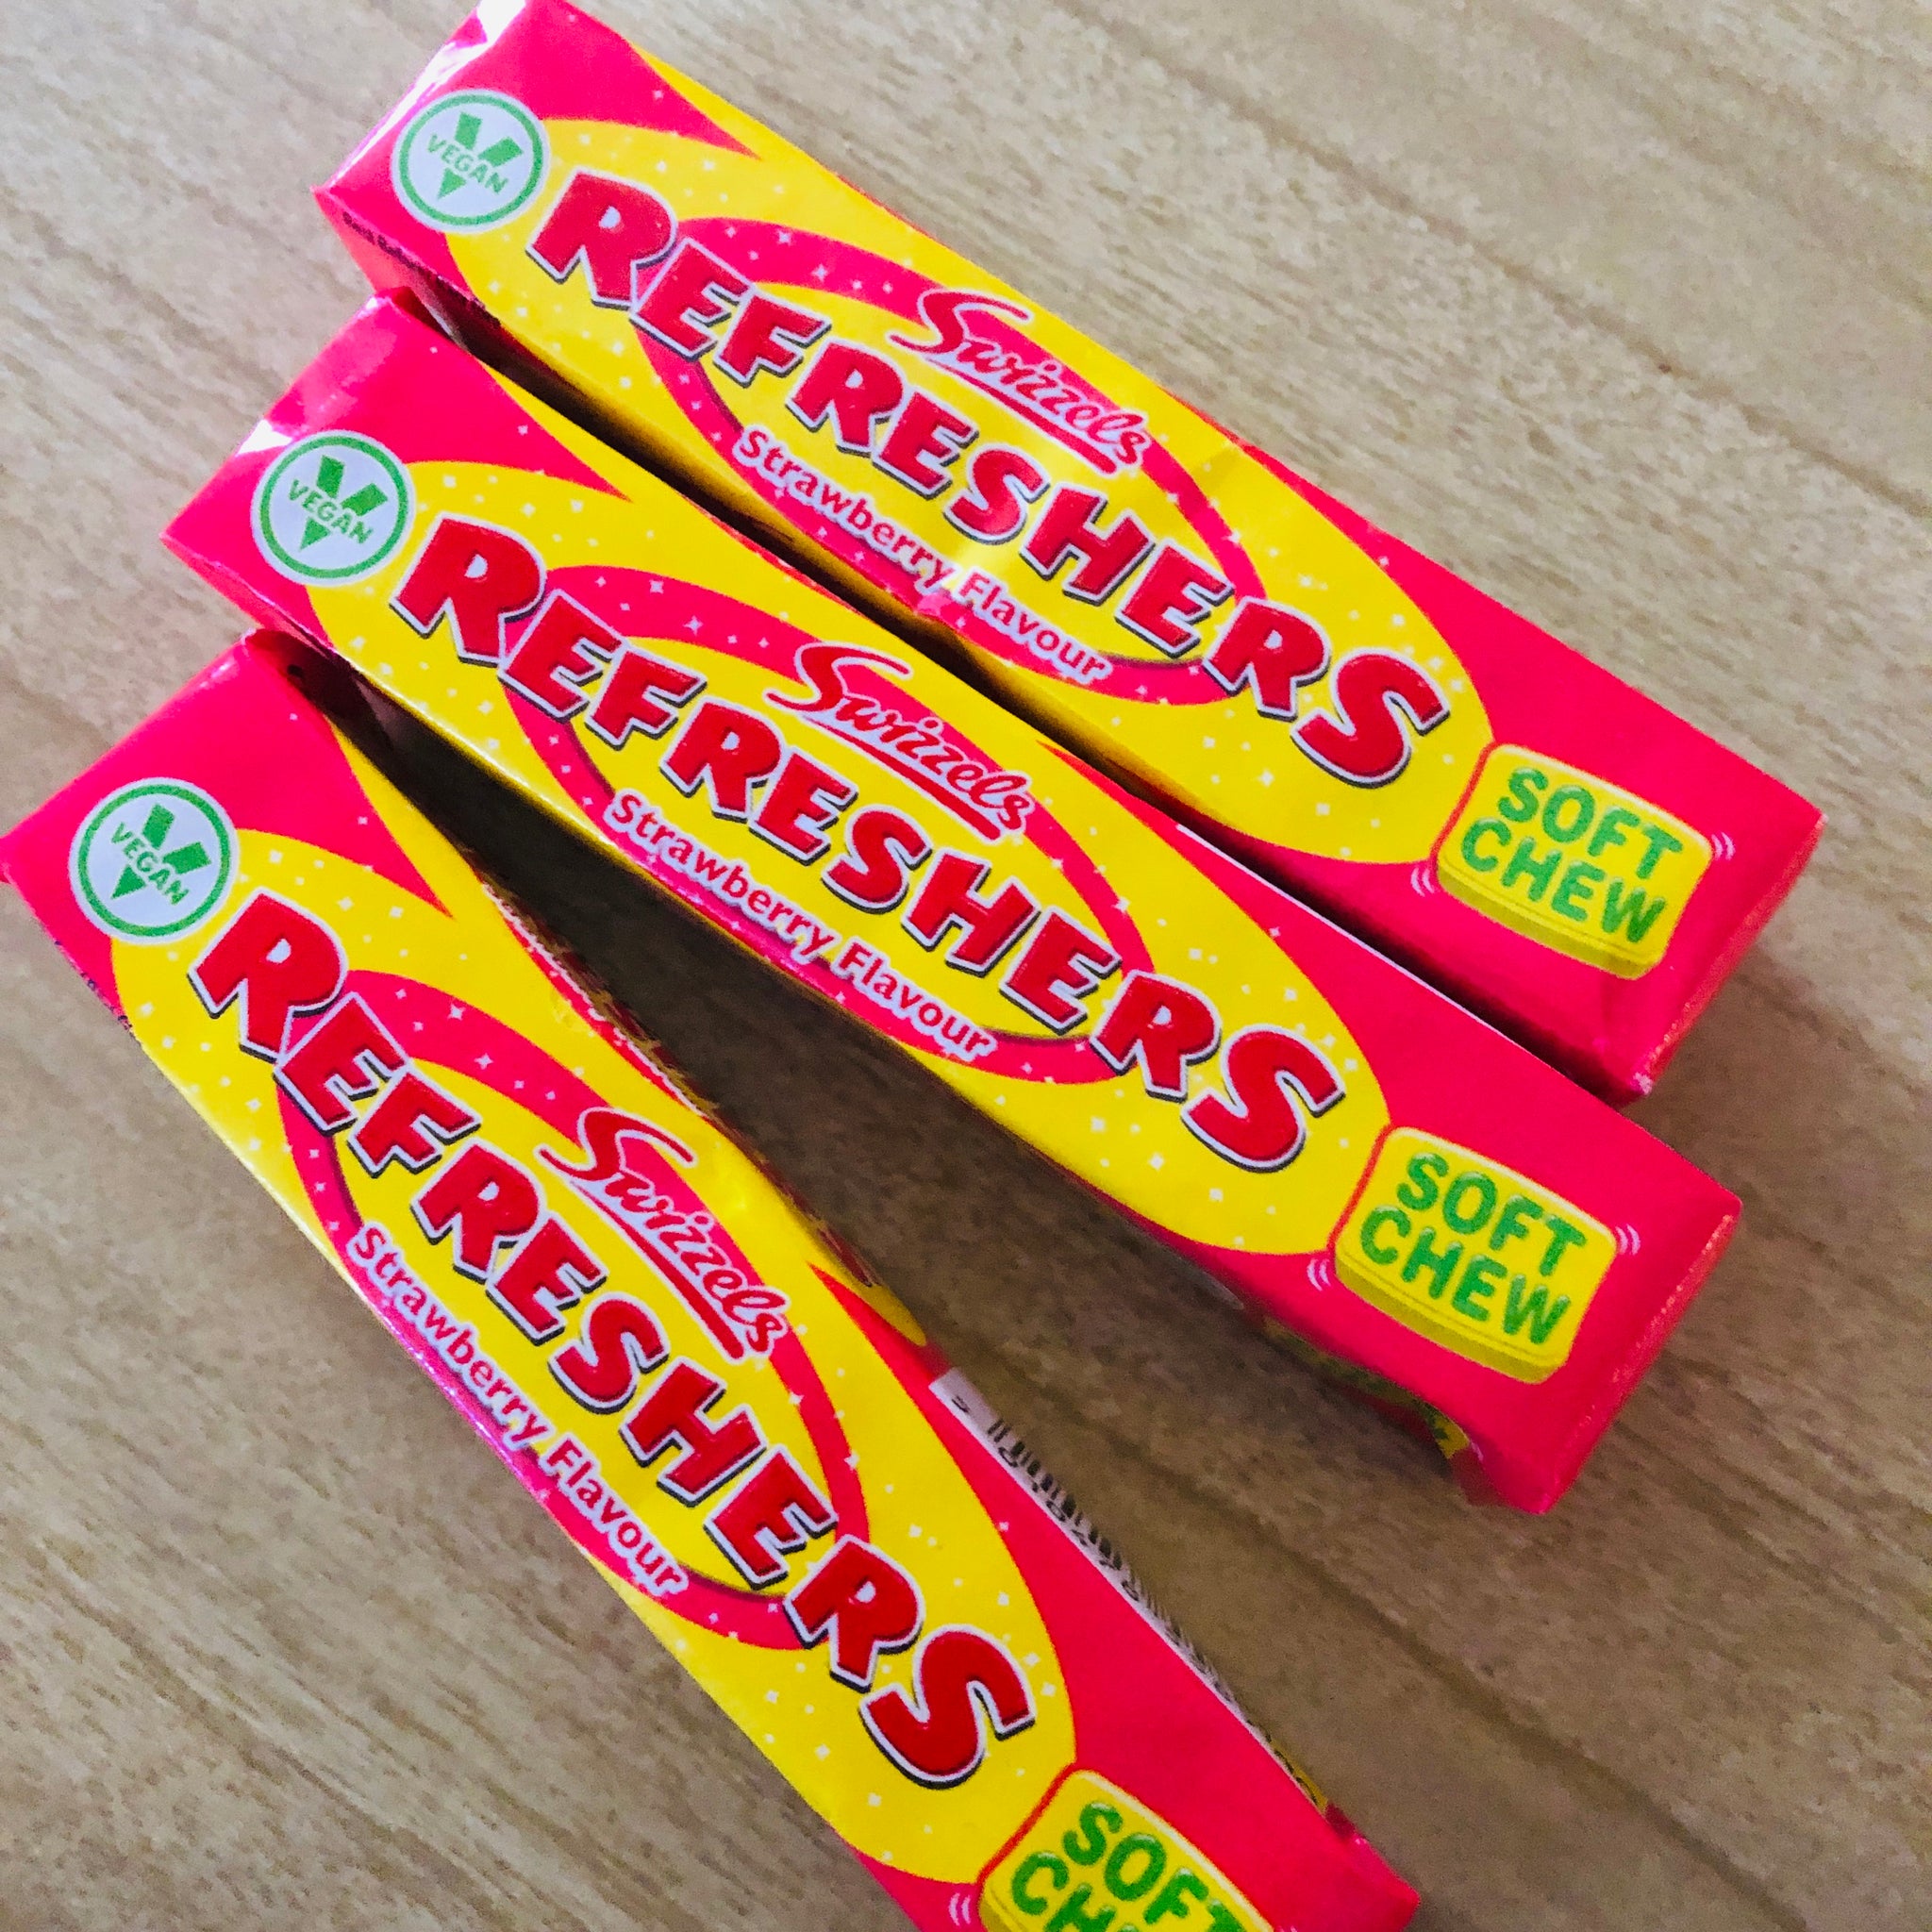 VEGAN
Swizzels
REFRESHERS
Strawberry Flavour
SOFT
CHEW
VEGAN
Swizzels
REFRESHERS
Strawberry Flavour
SOFT
CHEW
VEGAN
Swizzels
REFRESHERS
Strawberry Flavour
SOFT